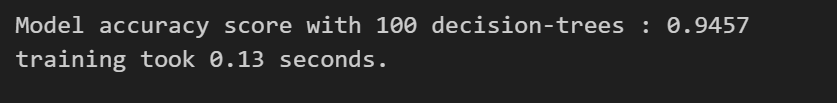 Model accuracy score with 100 decision-trees : 0.9457
training took 0.13 seconds.